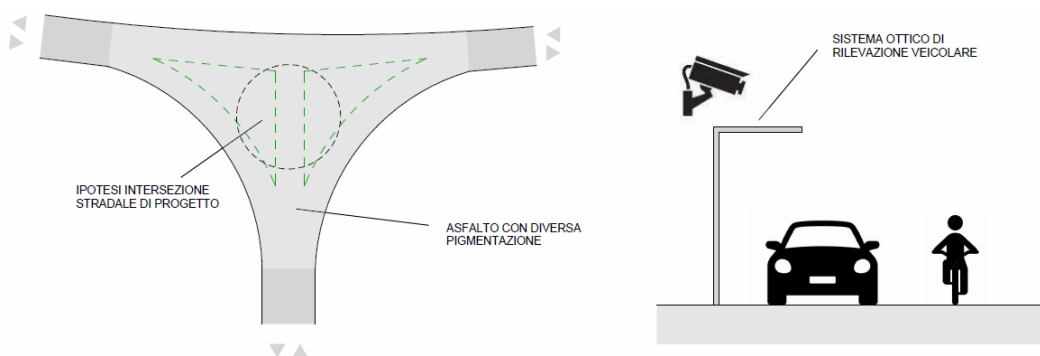 IPOTESI INTERSEZIONE
STRADALE DI PROGETTO
ASFALTO CON DIVERSA
PIGMENTAZIONE
SISTEMA OTTICO DI
RILEVAZIONE VEICOLARE